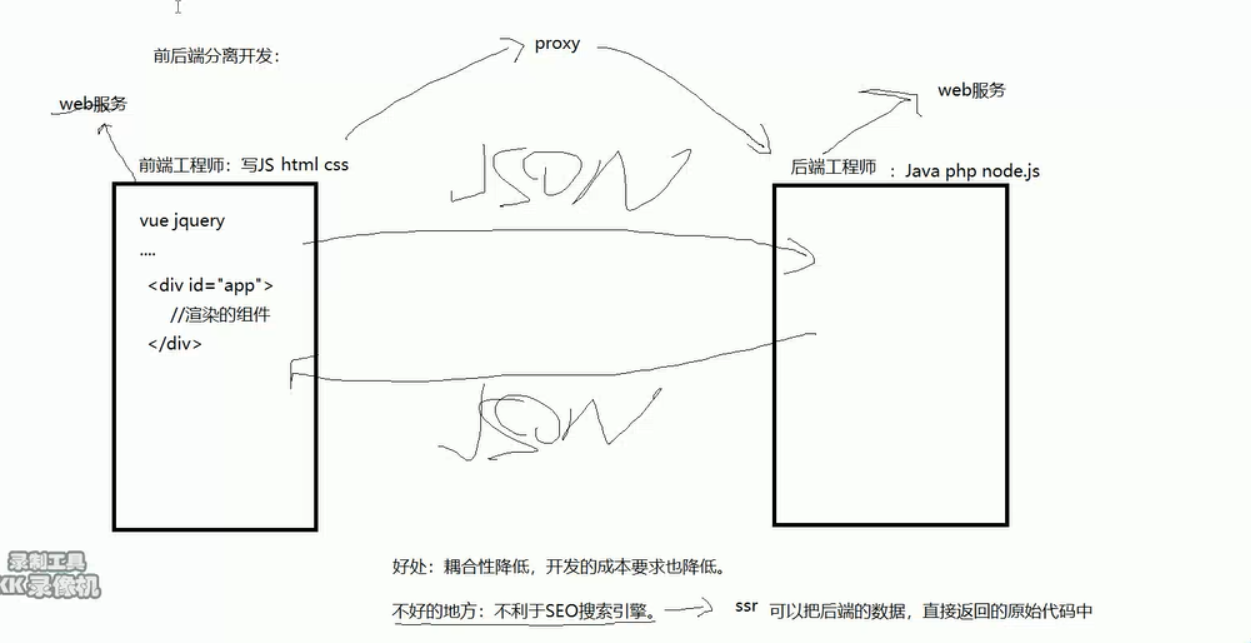 前后端分离开发：
proxy
web服务
web服务
前端工程师：写JS html css
后端工程师 ：Java php node.js
JSON
vue jquery
....
<div id="app">
//渲染的组件
</div>
JSON
好处：耦合性降低，开发的成本要求也降低。
不好的地方：不利于SEO搜索引擎。 ssr 可以把后端的数据，直接返回的原始代码中
录制工具
KK录像机